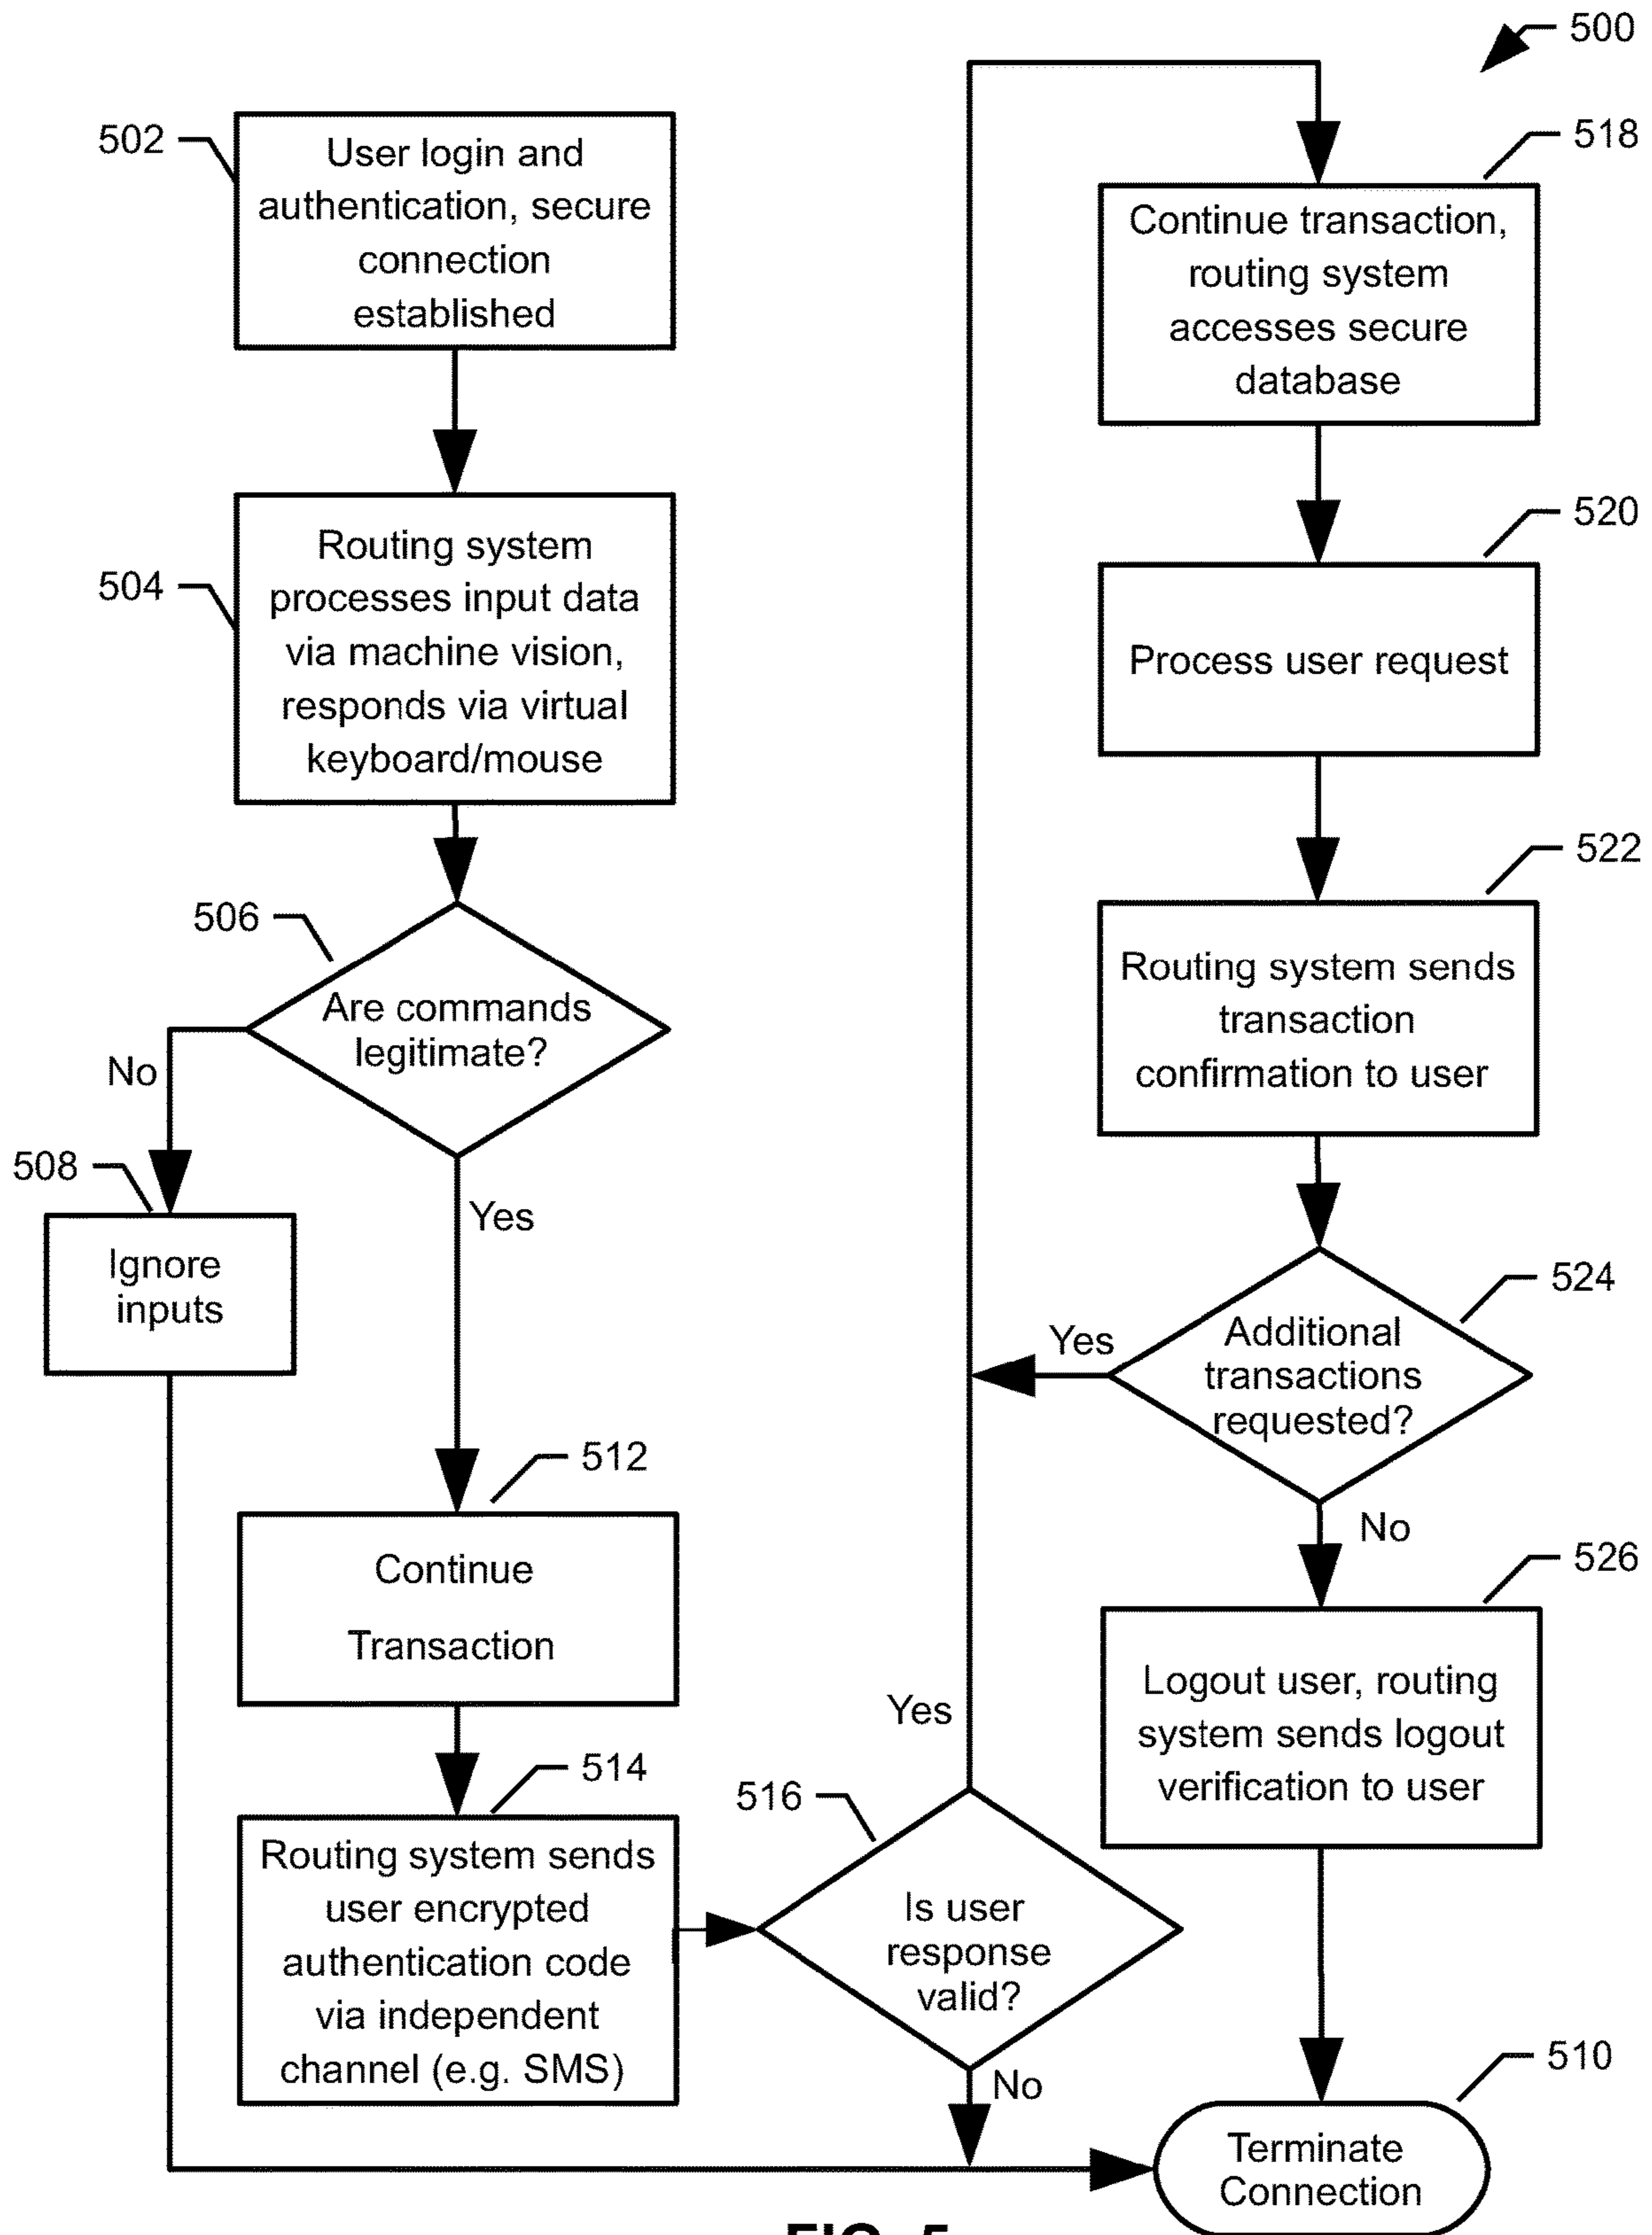 500
502
User login and
authentication, secure
connection
established
504
Routing system
processes input data
via machine vision,
responds via virtual
keyboard/mouse
506
Are commands
legitimate?
No
Yes
508
Ignore
inputs
512
Continue
Transaction
514
Routing system sends
user encrypted
authentication code
via independent
channel (e.g. SMS)
516
Is user
response
valid?
Yes
No
518
Continue transaction,
routing system
accesses secure
database
520
Process user request
522
Routing system sends
transaction
confirmation to user
524
Additional
transactions
requested?
Yes
No
526
Logout user, routing
system sends logout
verification to user
510
Terminate
Connection
FIG. 5